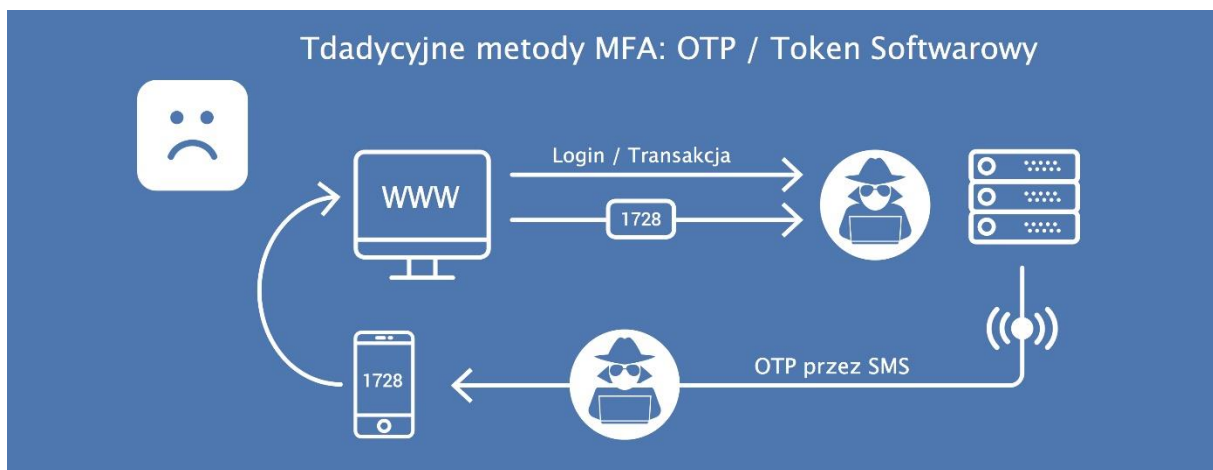 Tdadycyjne metody MFA: OTP / Token Softwarowy
Login / Transakcja
WWW
1728
1728
OTP przez SMS